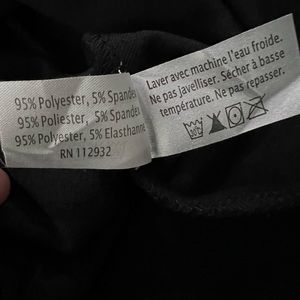 95% Polyester, 5% Spandex
95% Poliester, 5% Spandex
95% Polyester, 5% Elasthanne
RN 112932
Laver avec machine l'eau froide.
Ne pas javelliser. Sécher à basse
température. Ne pas repasser.